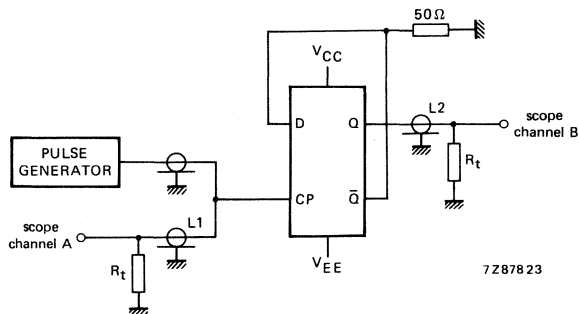 50Ω
VCC
D
Q
L2
scope
channel B
Rt
PULSE
GENERATOR
CP
Q̅
L1
scope
channel A
Rt
VEE
7Z87823